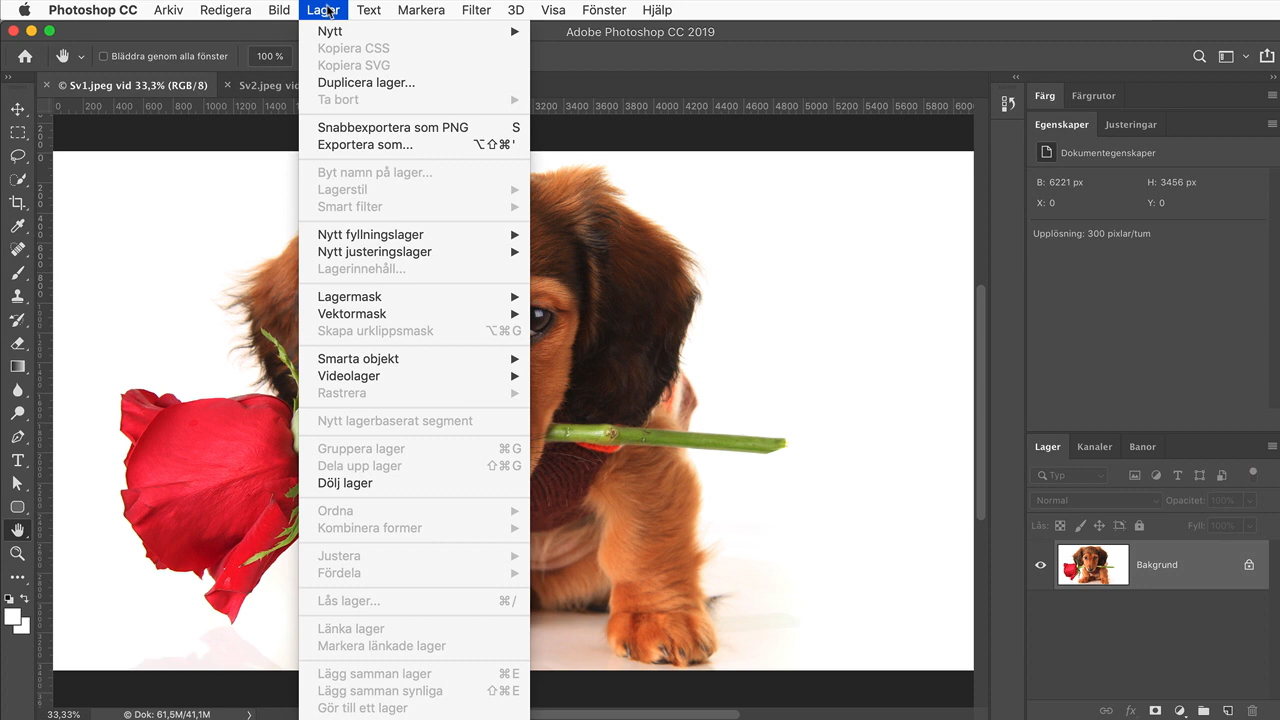 Photoshop CC Arkiv Redigera Bild Lager Text Markera Filter 3D Visa Fönster Hjälp
Adobe Photoshop CC 2019
Bläddra genom alla fönster 100 %
© Sv1.jpeg vid 33,3% (RGB/8) Sv2.jpeg vi
0 200 400 600 800 1000 1200 1400 3200 3400 3600 3800 4000 4200 4400 4600 4800 5000 5200 5400 5600 5800 6000
Nytt
Kopiera CSS
Kopiera SVG
Duplicera lager...
Ta bort
Snabbexportera som PNG S
Exportera som... ⌥⇧⌘'
Byt namn på lager...
Lagerstil
Smart filter
Nytt fyllningslager
Nytt justeringslager
Lagerinnehåll...
Lagermask
Vektormask
Skapa urklippsmask ⌥⌘G
Smarta objekt
Videolager
Rastrera
Nytt lagerbaserat segment
Gruppera lager ⌘G
Dela upp lager ⇧⌘G
Dölj lager
Ordna
Kombinera former
Justera
Fördela
Lås lager... ⌘/
Länka lager
Markera länkade lager
Lägg samman lager ⌘E
Lägg samman synliga ⇧⌘E
Gör till ett lager
Färg Färgrutor
Egenskaper Justeringar
Dokumentegenskaper
B: 6221 px H: 3456 px
X: 0 Y: 0
Upplösning: 300 pixlar/tum
Lager Kanaler Banor
Typ
Normal Opacitet: 100%
Lås: Fyll: 100%
Bakgrund
33,33% © Dok: 61,5M/41,1M